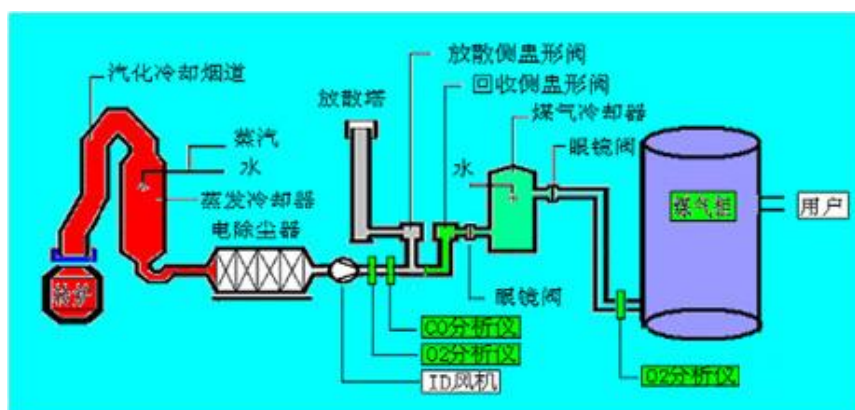 放散侧盅形阀
汽化冷却烟道
回收侧盅形阀
放散塔
煤气冷却器
蒸汽
眼镜阀
水
水
蒸发冷却器
煤气柜
用户
电除尘器
转炉
眼镜阀
CO分析仪
O2分析仪
ID风机
O2分析仪